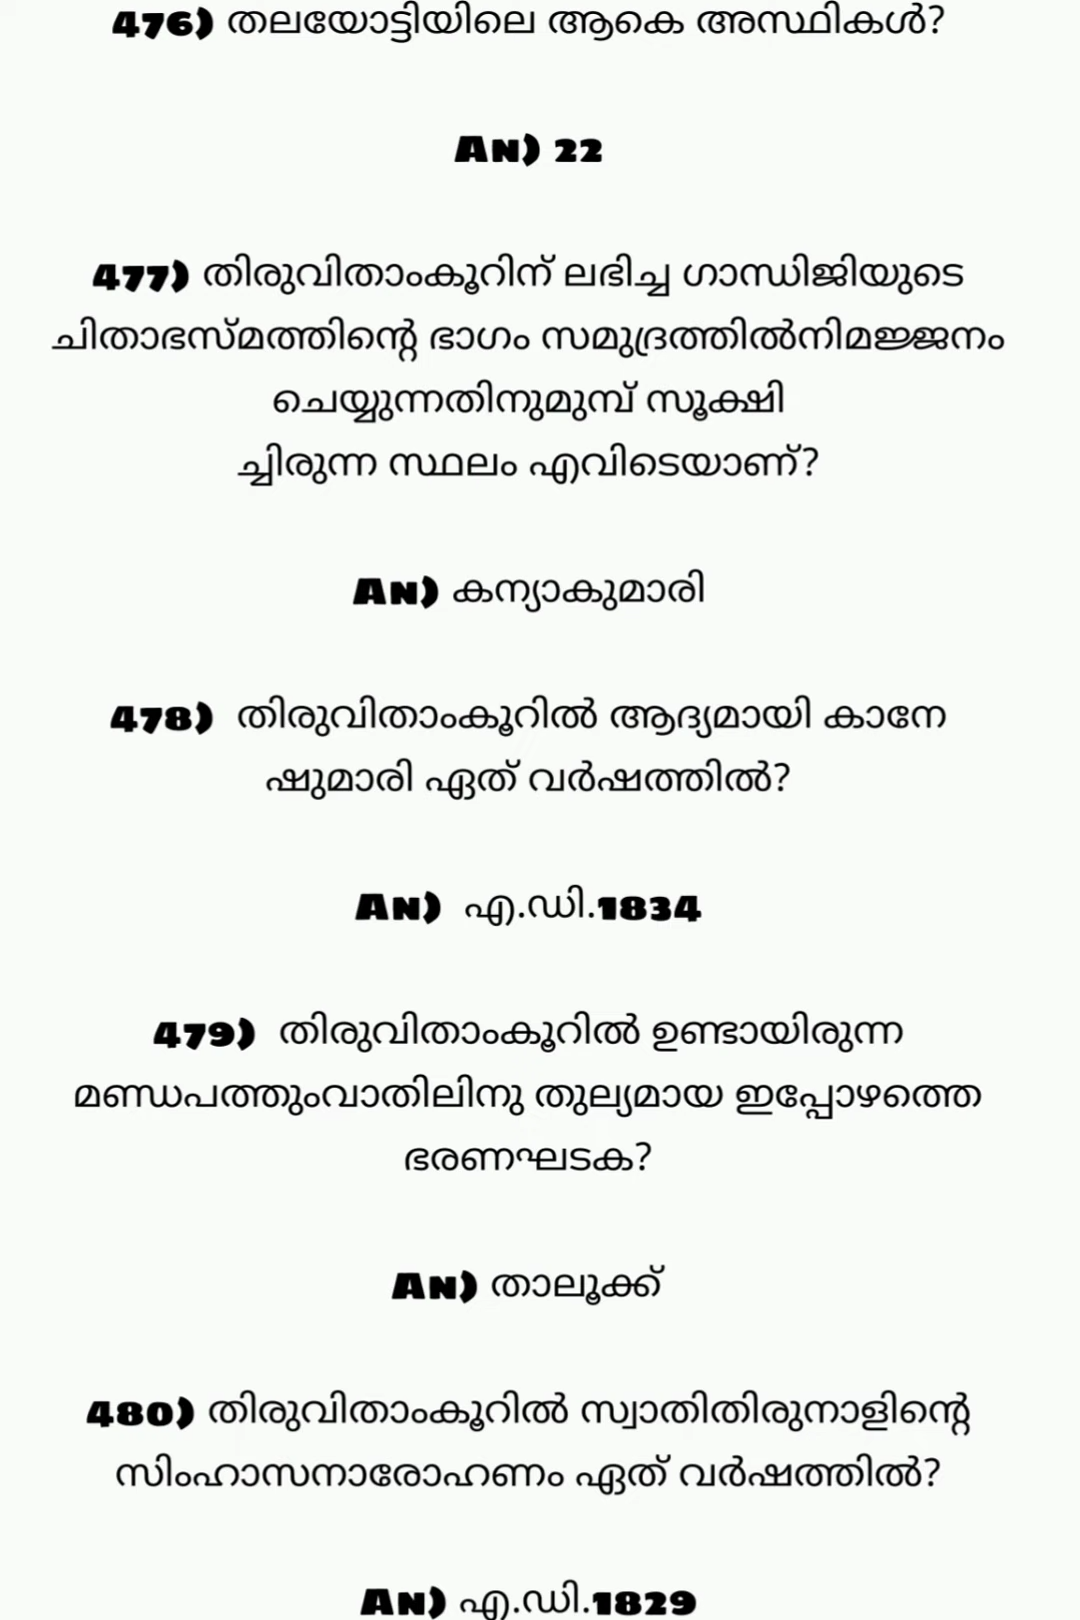 476) തലയോട്ടിയിലെ ആകെ അസ്ഥികൾ?
An) 22
477) തിരുവിതാംകൂറിന് ലഭിച്ച ഗാന്ധിജിയുടെ
ചിതാഭസ്മത്തിന്റെ ഭാഗം സമുദ്രത്തിൽനിമജ്ജനം
ചെയ്യുന്നതിനുമുമ്പ് സൂക്ഷി
ച്ചിരുന്ന സ്ഥലം എവിടെയാണ്?
An) കന്യാകുമാരി
478) തിരുവിതാംകൂറിൽ ആദ്യമായി കാനേ
ഷുമാരി ഏത് വർഷത്തിൽ?
An) എ.ഡി.1834
479) തിരുവിതാംകൂറിൽ ഉണ്ടായിരുന്ന
മണ്ഡപത്തുംവാതിലിനു തുല്യമായ ഇപ്പോഴത്തെ
ഭരണഘടക?
An) താലൂക്ക്
480) തിരുവിതാംകൂറിൽ സ്വാതിതിരുനാളിന്റെ
സിംഹാസനാരോഹണം ഏത് വർഷത്തിൽ?
An) എ.ഡി.1829